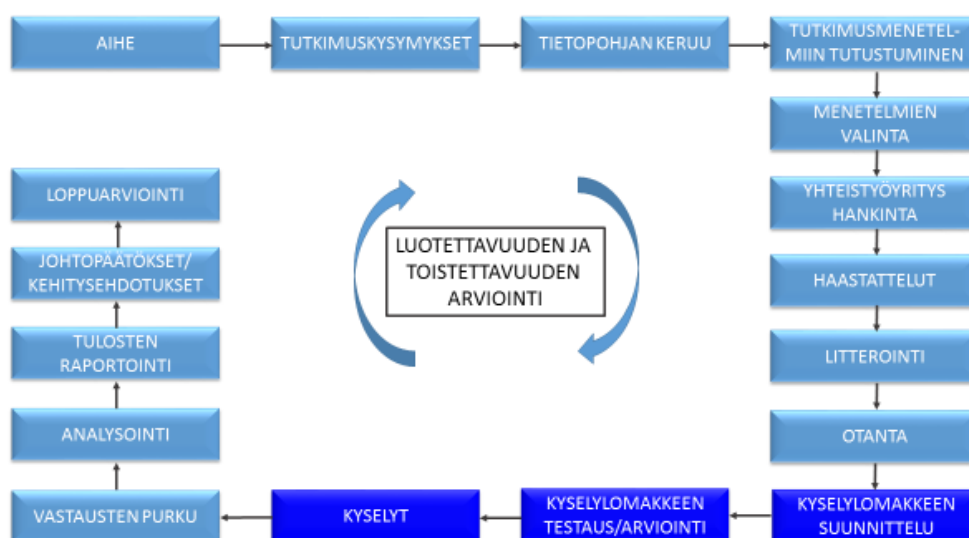 AIHE
TUTKIMUSKYSYMYKSET
TIETOPOHJAN KERUU
TUTKIMUSMENETEL-
MIIN TUTUSTUMINEN
MENETELMIEN
VALINTA
YHTEISTYÖYRITYS
HANKINTA
HAASTATTELUT
LITTEROINTI
OTANTA
KYSELYLOMAKKEEN
SUUNNITTELU
KYSELYLOMAKKEEN
TESTAUS/ARVIOINTI
KYSELYT
VASTAUSTEN PURKU
ANALYSOINTI
TULOSTEN
RAPORTOINTI
JOHTOPÄÄTÖKSET/
KEHITYSEHDOTUKSET
LOPPUARVIOINTI
LUOTETTAVUUDEN JA
TOISTETTAVUUDEN
ARVIOINTI